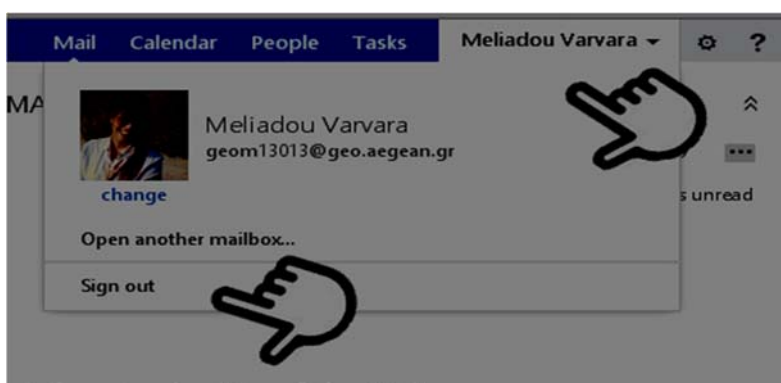 Mail Calendar People Tasks Meliadou Varvara ?
MA
Meliadou Varvara
geom13013@geo.aegean.gr
change
s unread
Open another mailbox...
Sign out